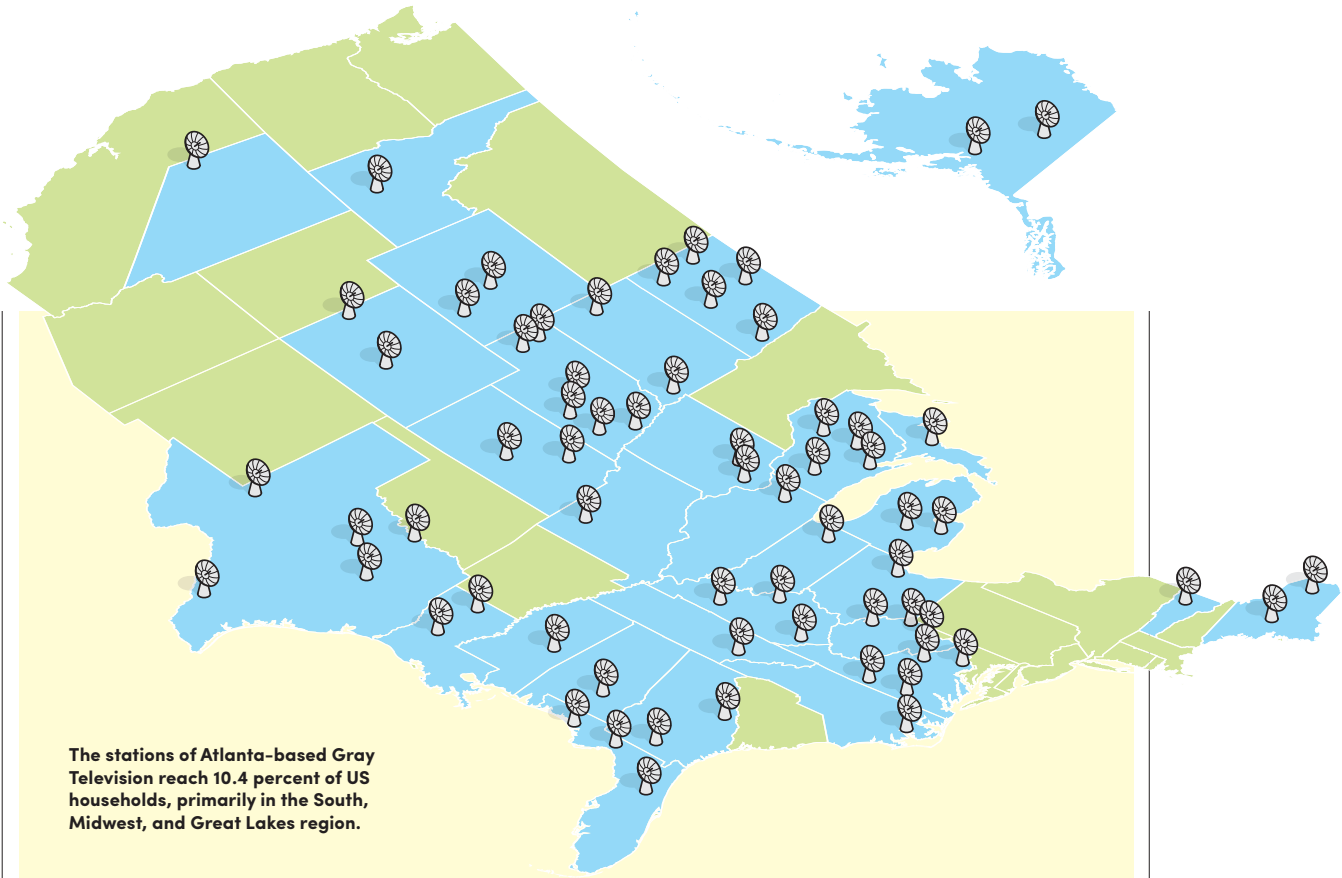 The stations of Atlanta-based Gray
Television reach 10.4 percent of US
households, primarily in the South,
Midwest, and Great Lakes region.